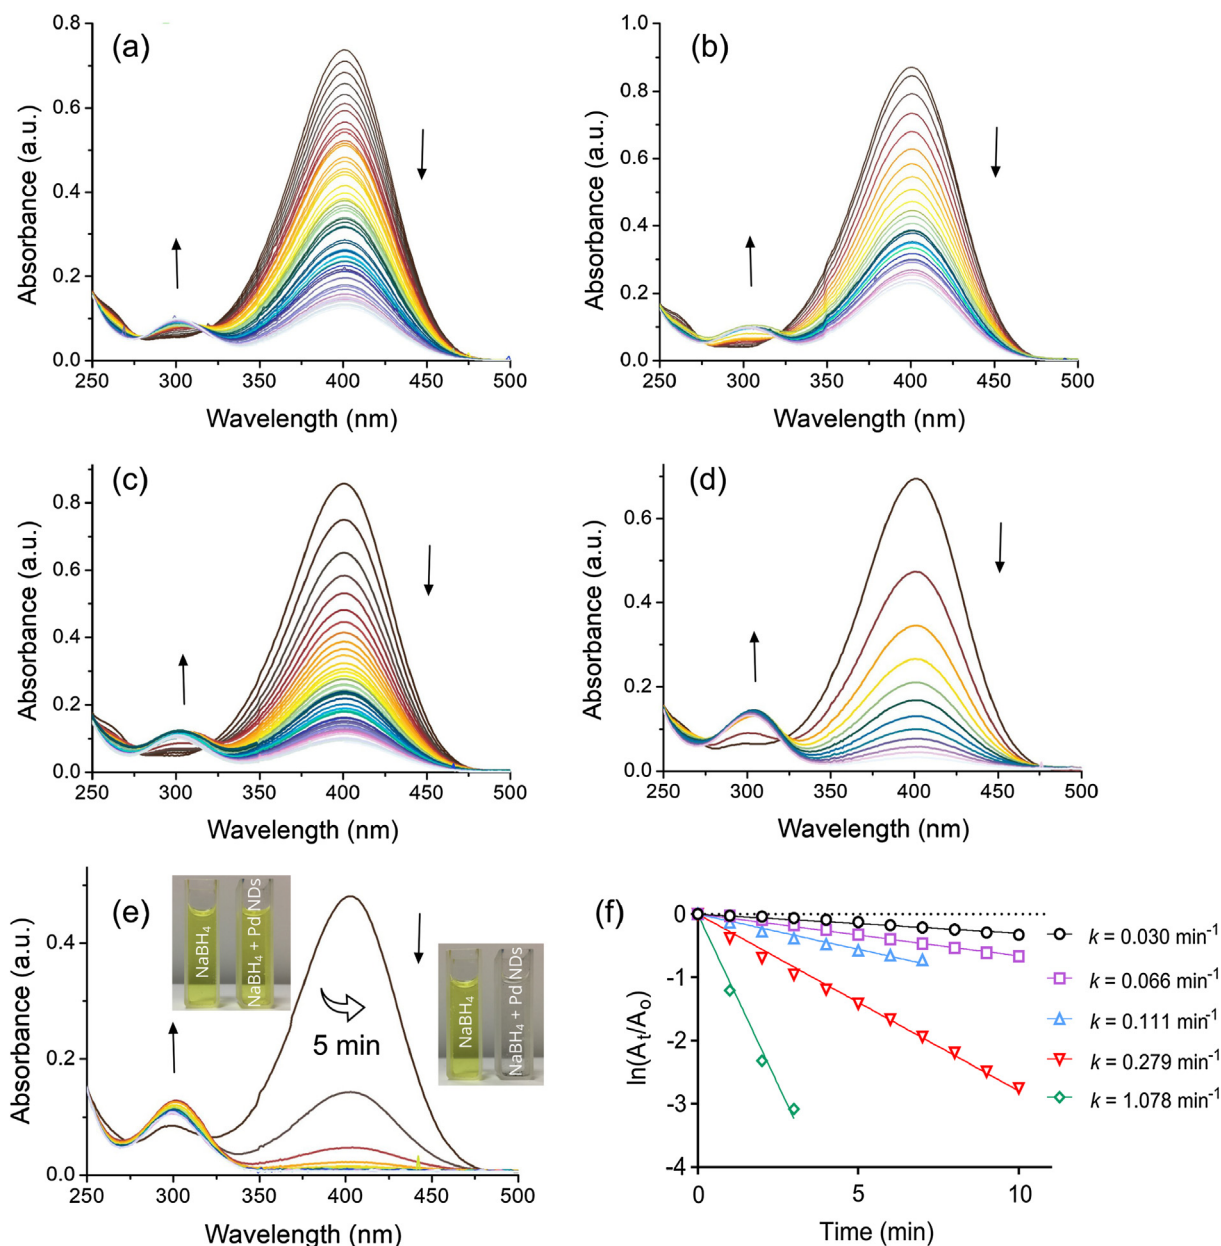 (a)
0.8
0.6
0.4
0.2
0.0
Absorbance (a.u.)
250 300 350 400 450 500
Wavelength (nm)
(b)
1.0
0.8
0.6
0.4
0.2
0.0
Absorbance (a.u.)
250 300 350 400 450 500
Wavelength (nm)
(c)
0.8
0.6
0.4
0.2
0.0
Absorbance (a.u.)
250 300 350 400 450 500
Wavelength (nm)
(d)
0.6
0.4
0.2
0.0
Absorbance (a.u.)
250 300 350 400 450 500
Wavelength (nm)
(e)
0.4
0.2
0.0
Absorbance (a.u.)
NaBH₄
NaBH₄ + Pd NDs
5 min
NaBH₄
NaBH₄ + Pd NDs
250 300 350 400 450 500
Wavelength (nm)
(f)
0
-1
-2
-3
-4
ln(Aₜ/Aₒ)
0 5 10
Time (min)
k = 0.030 min⁻¹
k = 0.066 min⁻¹
k = 0.111 min⁻¹
k = 0.279 min⁻¹
k = 1.078 min⁻¹